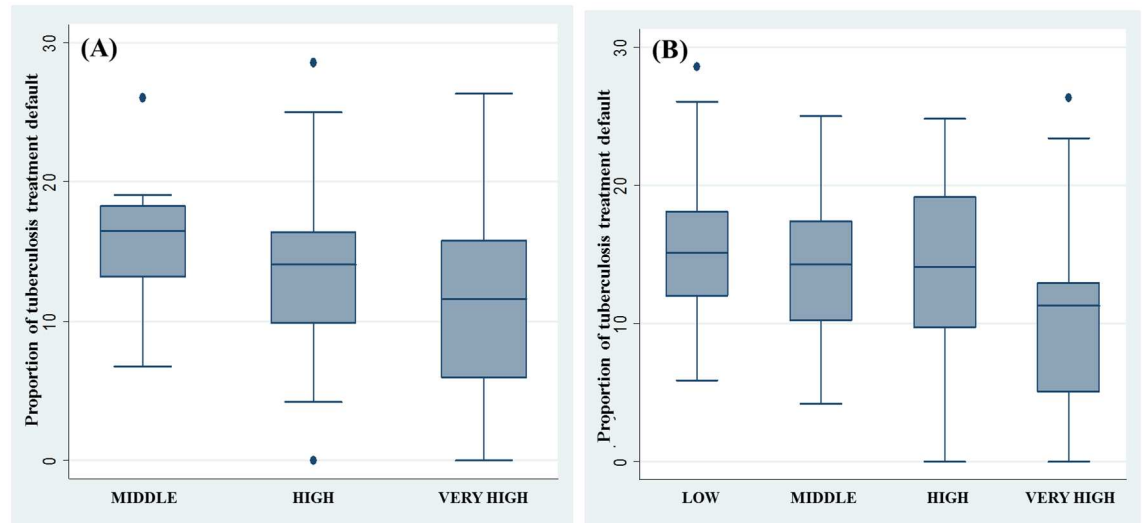 (A)
Proportion of tuberculosis treatment default
30
20
10
0
MIDDLE HIGH VERY HIGH
(B)
Proportion of tuberculosis treatment default
30
20
10
0
LOW MIDDLE HIGH VERY HIGH